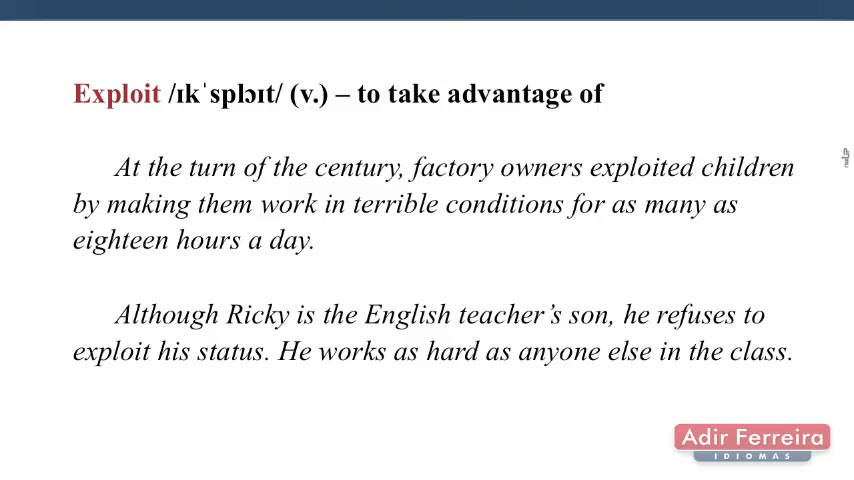 Exploit /ɪkˈsplɔɪt/ (v.) – to take advantage of
At the turn of the century, factory owners exploited children
by making them work in terrible conditions for as many as
eighteen hours a day.
Although Ricky is the English teacher’s son, he refuses to
exploit his status. He works as hard as anyone else in the class.
Adir Ferreira
IDIOMAS